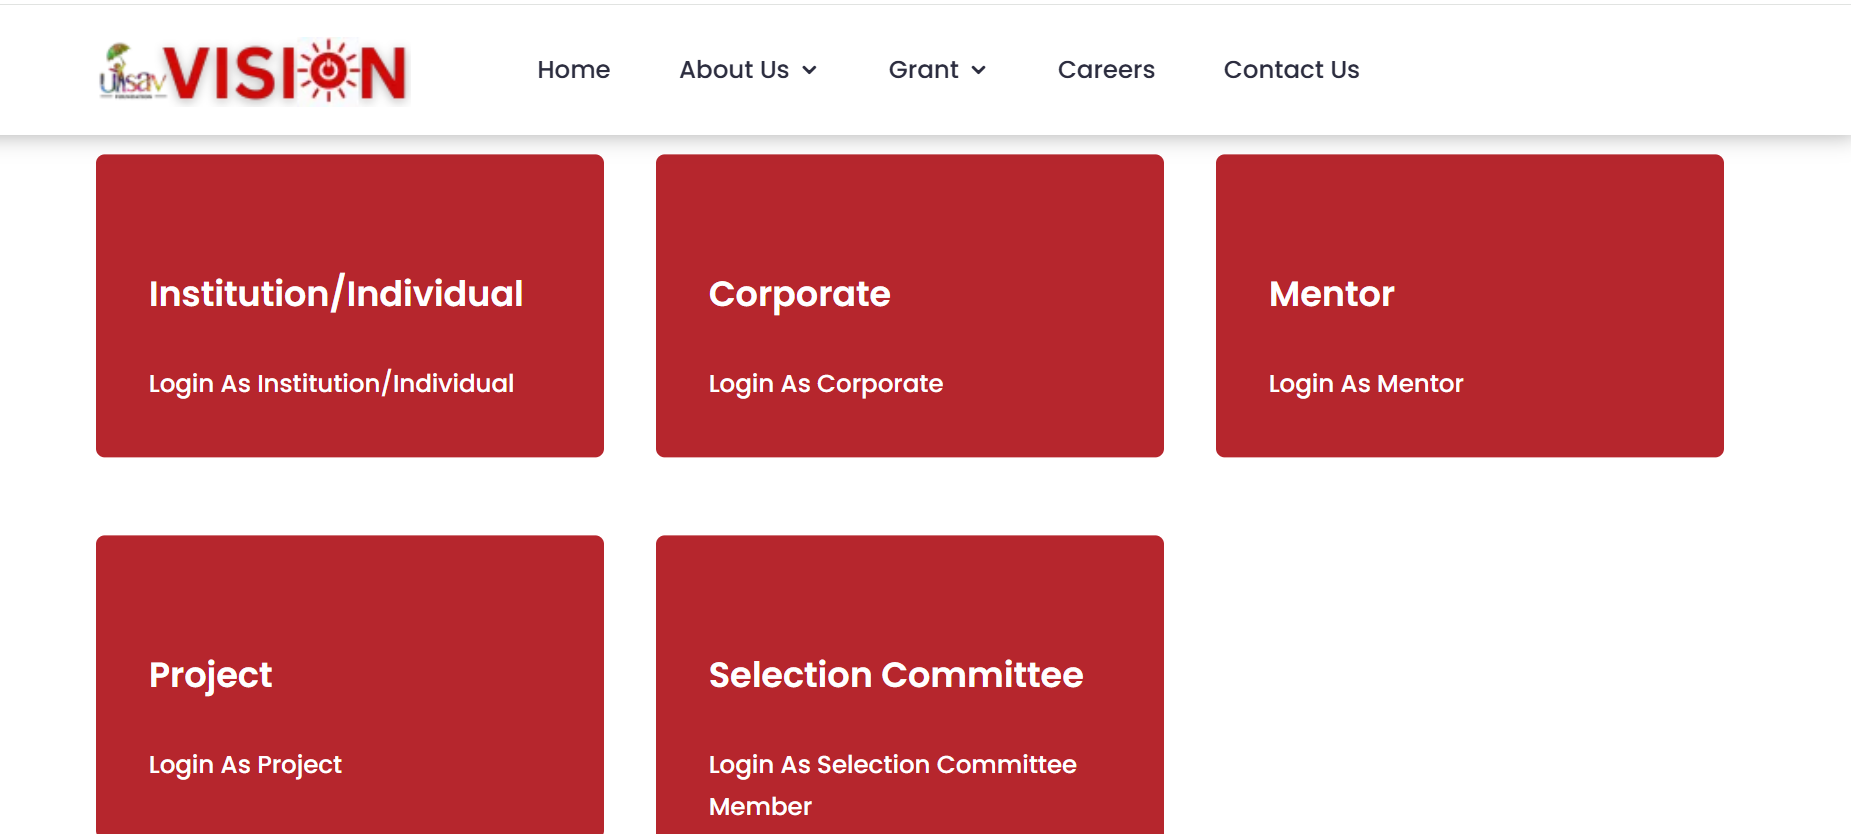 utsav VISION
FOUNDATION
Home About Us Grant Careers Contact Us
Institution/Individual
Login As Institution/Individual
Corporate
Login As Corporate
Mentor
Login As Mentor
Project
Login As Project
Selection Committee
Login As Selection Committee
Member